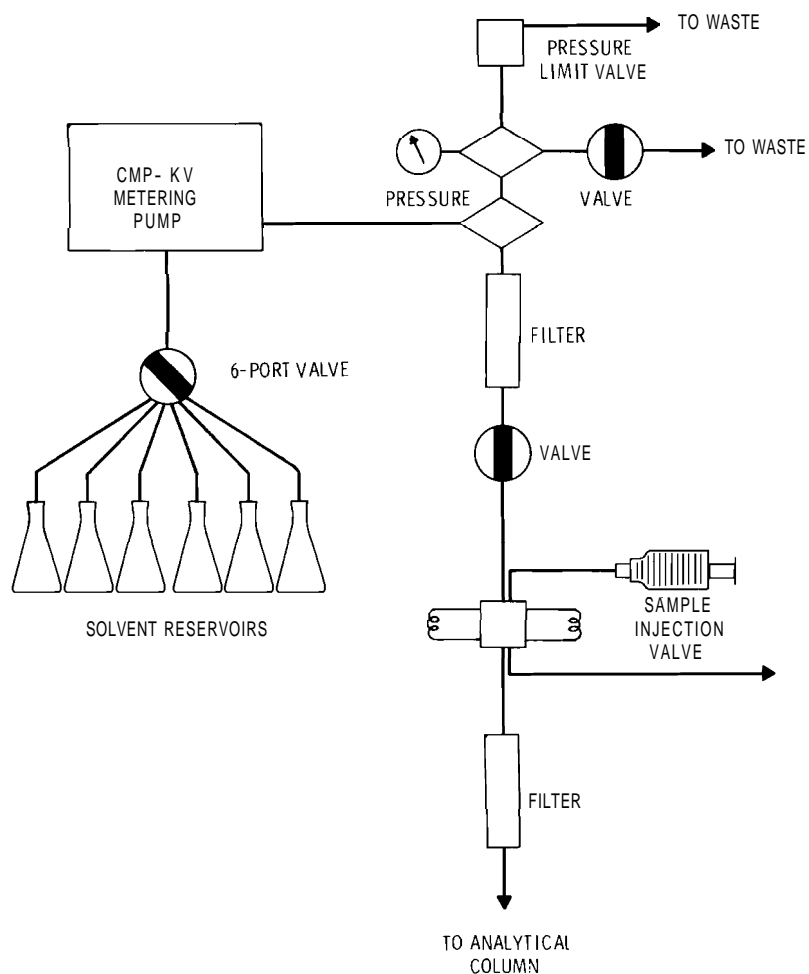 TO WASTE
PRESSURE
LIMIT VALVE
TO WASTE
CMP- KV
METERING
PUMP
PRESSURE
VALVE
FILTER
6-PORT VALVE
VALVE
SOLVENT RESERVOIRS
SAMPLE
INJECTION
VALVE
FILTER
TO ANALYTICAL
COLUMN